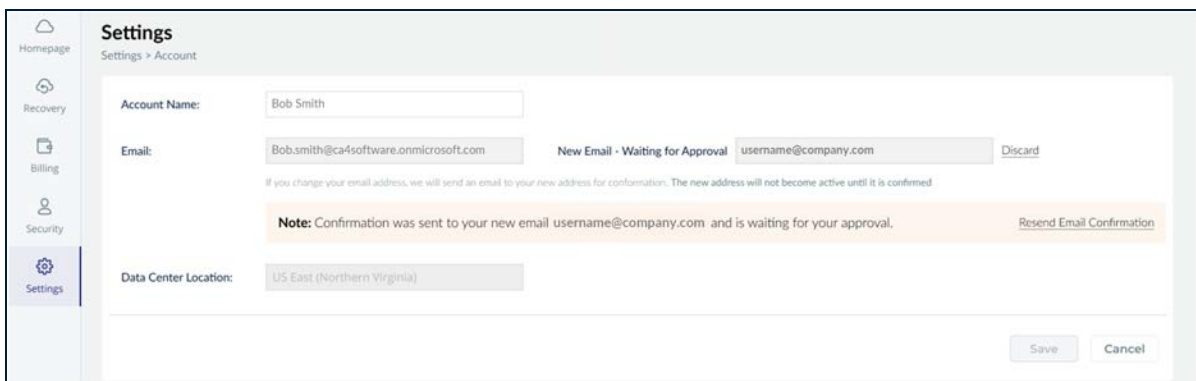 Homepage
Recovery
Billing
Security
Settings
Settings
Settings > Account
Account Name: Bob Smith
Email: Bob.smith@ca4software.onmicrosoft.com New Email - Waiting for Approval username@company.com Discard
If you change your email address, we will send an email to your new address for conformation. The new address will not become active until it is confirmed
Note: Confirmation was sent to your new email username@company.com and is waiting for your approval. Resend Email Confirmation
Data Center Location: US East (Northern Virginia)
Save Cancel